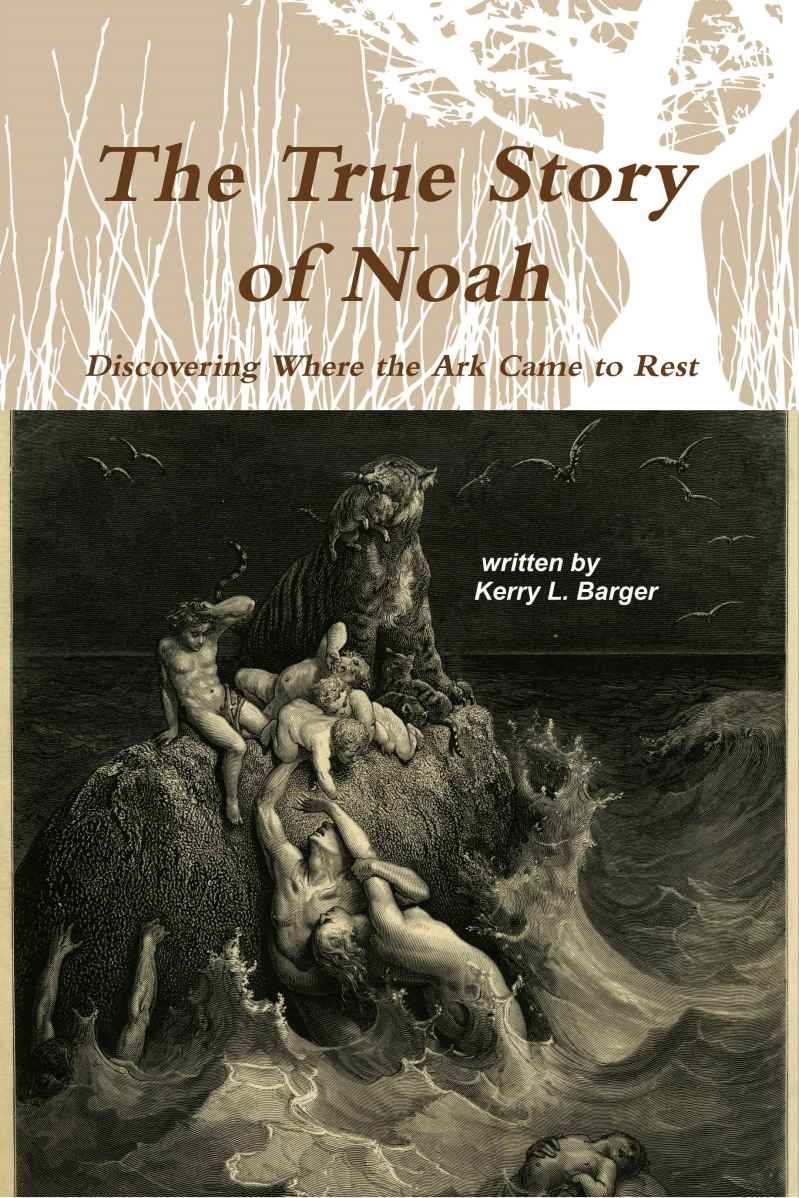 The True Story
of Noah
Discovering Where the Ark Came to Rest
written by
Kerry L. Barger